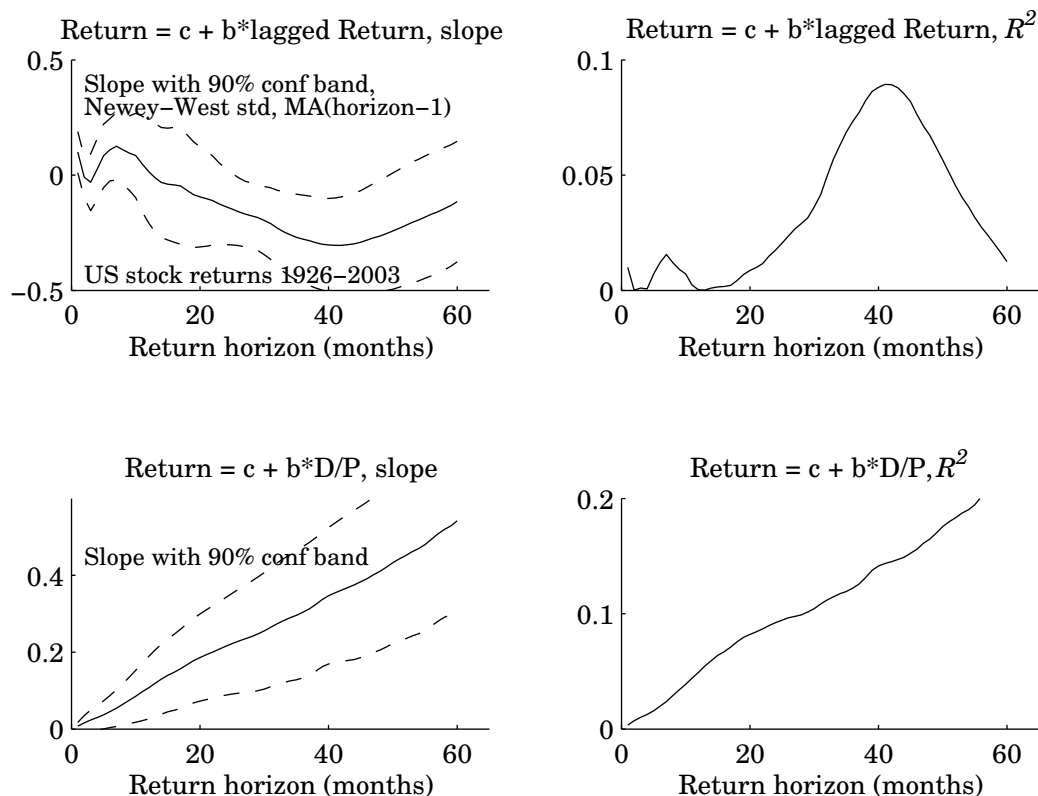 Return = c + b*lagged Return, slope
0.5
Slope with 90% conf band,
Newey−West std, MA(horizon−1)
0
US stock returns 1926−2003
−0.5
0 20 40 60
Return horizon (months)
Return = c + b*lagged Return, R²
0.1
0.05
0
0 20 40 60
Return horizon (months)
Return = c + b*D/P, slope
Slope with 90% conf band
0.4
0.2
0
0 20 40 60
Return horizon (months)
Return = c + b*D/P, R²
0.2
0.1
0
0 20 40 60
Return horizon (months)